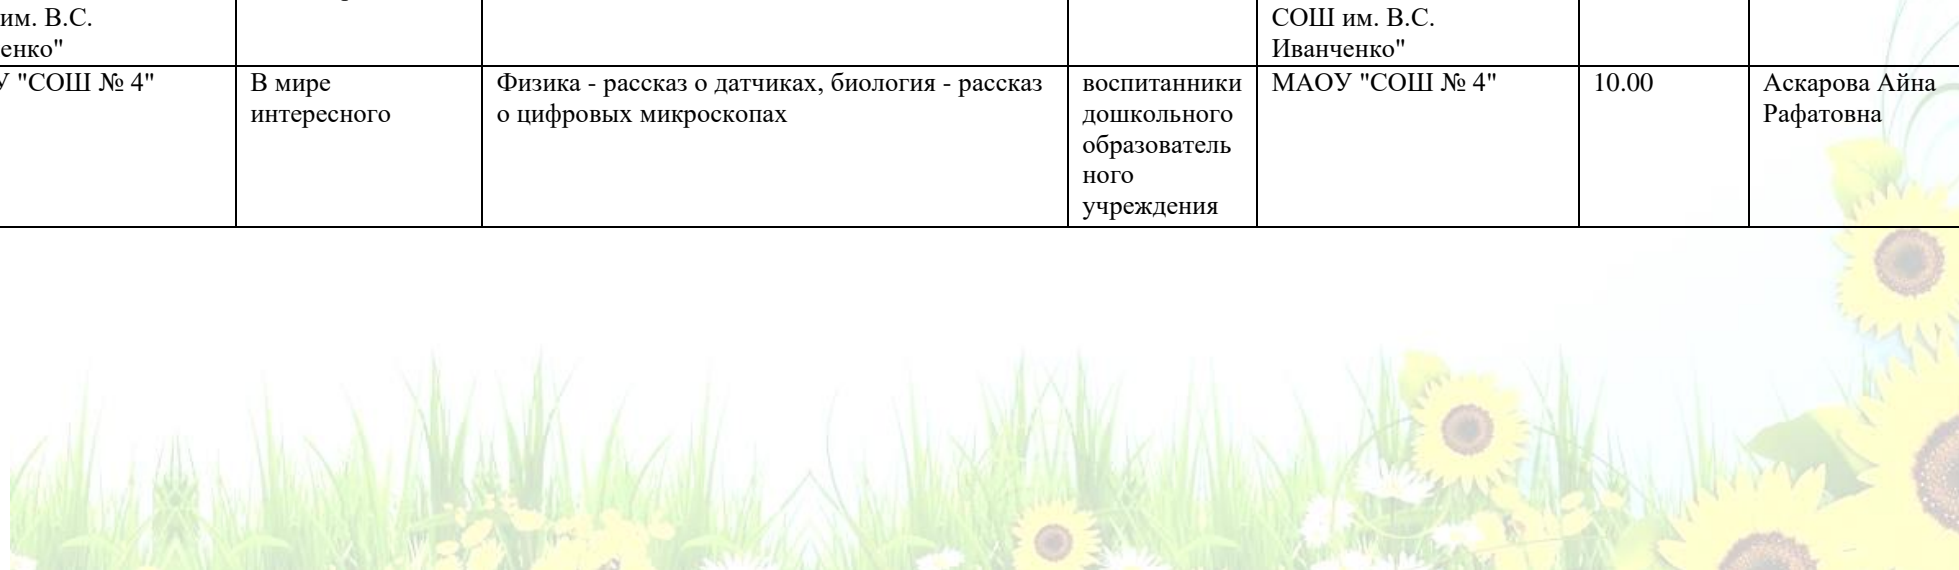 им. В.С.
енко"
СОШ им. В.С.
Иванченко"
У "СОШ № 4"
В мире
интересного
Физика - рассказ о датчиках, биология - рассказ
о цифровых микроскопах
воспитанники
дошкольного
образователь
ного
учреждения
МАОУ "СОШ № 4"
10.00
Аскарова Айна
Рафатовна